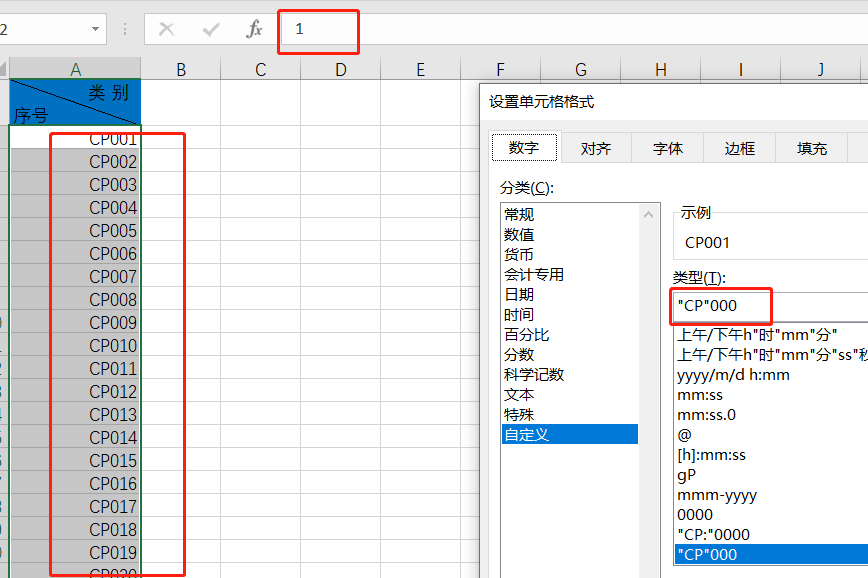 2
fx
1
A B C D E F G H I J
类 别
序号
CP001
CP002
CP003
CP004
CP005
CP006
CP007
CP008
CP009
CP010
CP011
CP012
CP013
CP014
CP015
CP016
CP017
CP018
CP019
CP020
设置单元格格式
数字 对齐 字体 边框 填充
分类(C):
常规
数值
货币
会计专用
日期
时间
百分比
分数
科学记数
文本
特殊
自定义
示例
CP001
类型(T):
"CP"000
上午/下午h"时"mm"分"
上午/下午h"时"mm"分"ss"秒
yyyy/m/d h:mm
mm:ss
mm:ss.0
@
[h]:mm:ss
gP
mmm-yyyy
0000
"CP:"0000
"CP"000